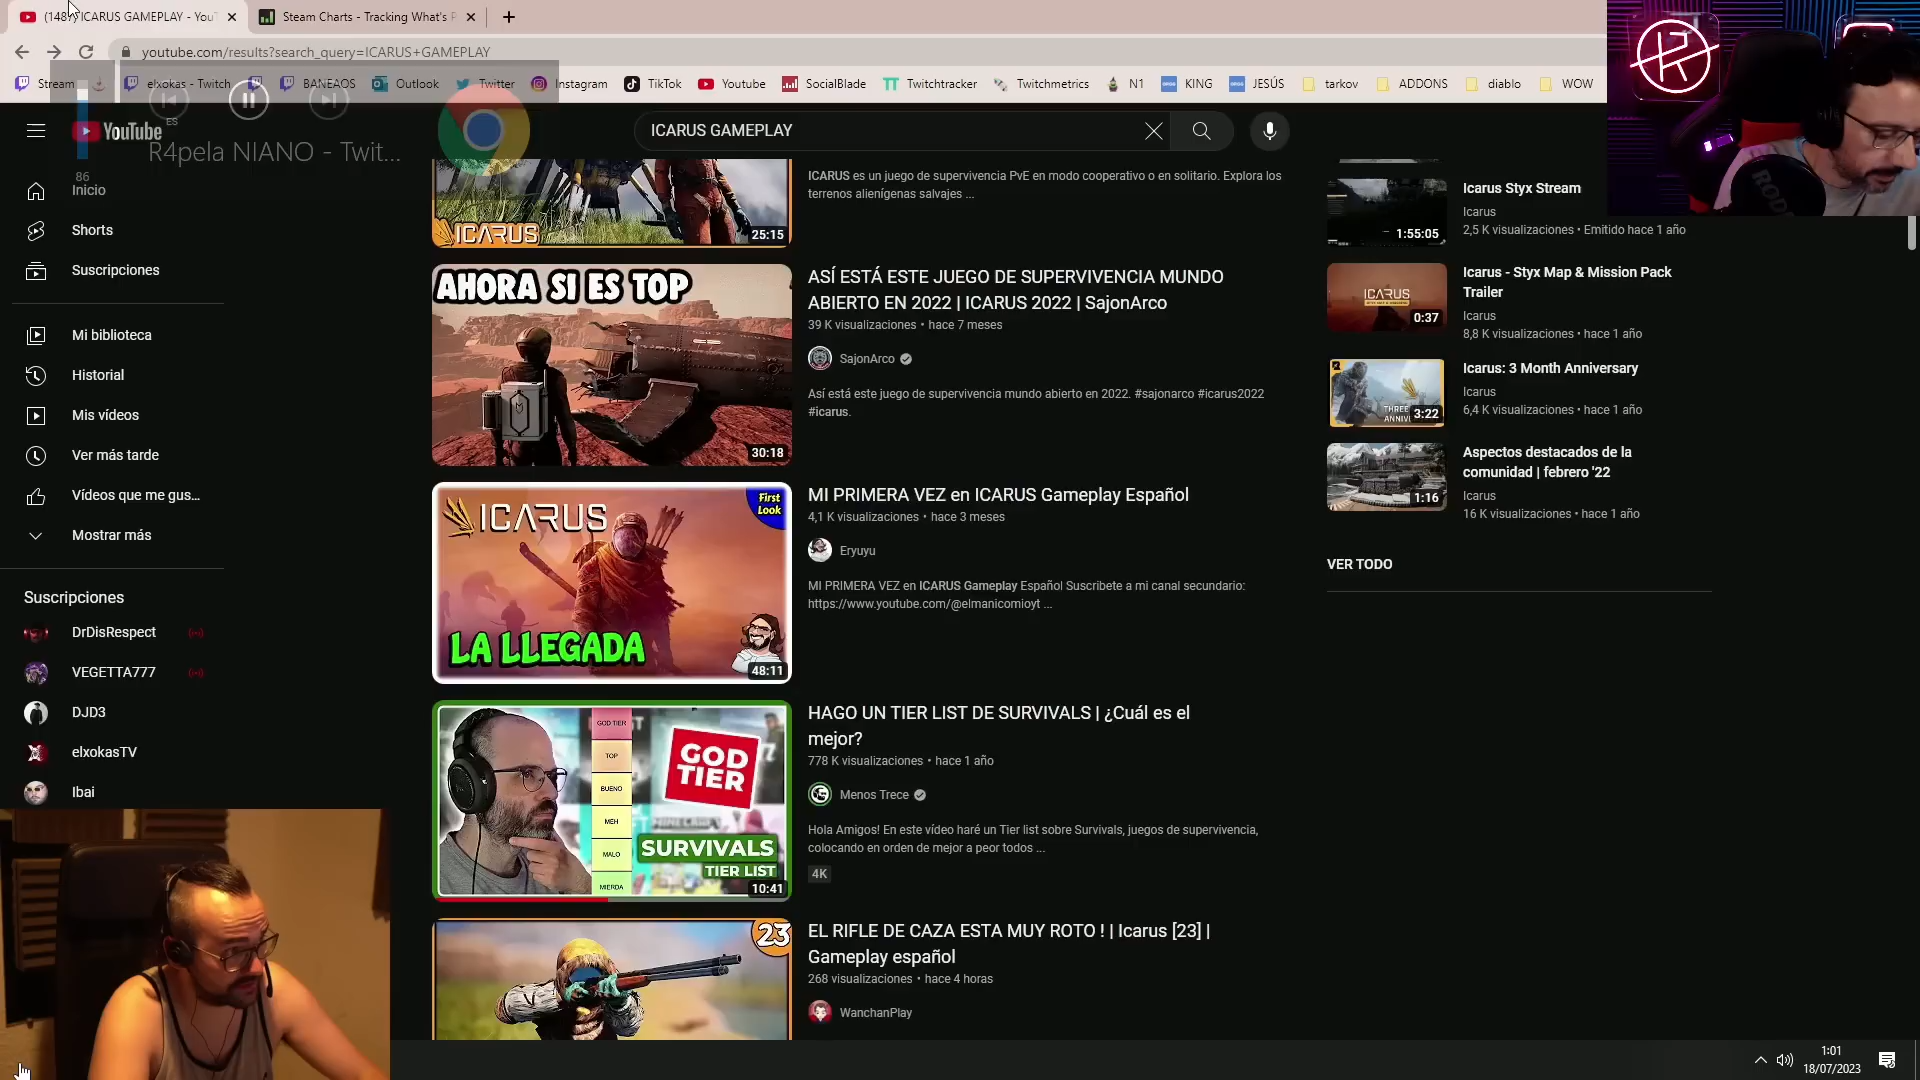 (148) ICARUS GAMEPLAY - YouT
Steam Charts - Tracking What's P
youtube.com/results?search_query=ICARUS+GAMEPLAY
Stream
elxokas - Twitch
BANEAOS
Outlook
Twitter
Instagram
TikTok
Youtube
SocialBlade
Twitchtracker
Twitchmetrics
N1
KING
JESÚS
tarkov
ADDONS
diablo
WOW
YouTube
ES
R4pela NIANO - Twit...
86
ICARUS GAMEPLAY
Inicio
Shorts
Suscripciones
Mi biblioteca
Historial
Mis vídeos
Ver más tarde
Vídeos que me gus...
Mostrar más
Suscripciones
DrDisRespect
VEGETTA777
DJD3
elxokasTV
Ibai
ICARUS
25:15
ICARUS es un juego de supervivencia PvE en modo cooperativo o en solitario. Explora los
terrenos alienígenas salvajes ...
AHORA SI ES TOP
30:18
ASÍ ESTÁ ESTE JUEGO DE SUPERVIVENCIA MUNDO
ABIERTO EN 2022 | ICARUS 2022 | SajonArco
39 K visualizaciones • hace 7 meses
SajonArco
Así está este juego de supervivencia mundo abierto en 2022. #sajonarco #icarus2022
#icarus.
ICARUS
First
Look
LA LLEGADA
48:11
MI PRIMERA VEZ en ICARUS Gameplay Español
4,1 K visualizaciones • hace 3 meses
Eryuyu
MI PRIMERA VEZ en ICARUS Gameplay Español Suscribete a mi canal secundario:
https://www.youtube.com/@elmanicomioyt ...
GOD TIER
TOP
BUENO
MEH
MALO
MIERDA
GOD
TIER
SURVIVALS
TIER LIST
10:41
HAGO UN TIER LIST DE SURVIVALS | ¿Cuál es el
mejor?
778 K visualizaciones • hace 1 año
Menos Trece
Hola Amigos! En este vídeo haré un Tier list sobre Survivals, juegos de supervivencia,
colocando en orden de mejor a peor todos ...
4K
23
EL RIFLE DE CAZA ESTA MUY ROTO ! | Icarus [23] |
Gameplay español
268 visualizaciones • hace 4 horas
WanchanPlay
1:55:05
Icarus Styx Stream
Icarus
2,5 K visualizaciones • Emitido hace 1 año
ICARUS
0:37
Icarus - Styx Map & Mission Pack
Trailer
Icarus
8,8 K visualizaciones • hace 1 año
3:22
Icarus: 3 Month Anniversary
Icarus
6,4 K visualizaciones • hace 1 año
1:16
Aspectos destacados de la
comunidad | febrero '22
Icarus
16 K visualizaciones • hace 1 año
VER TODO
1:01
18/07/2023